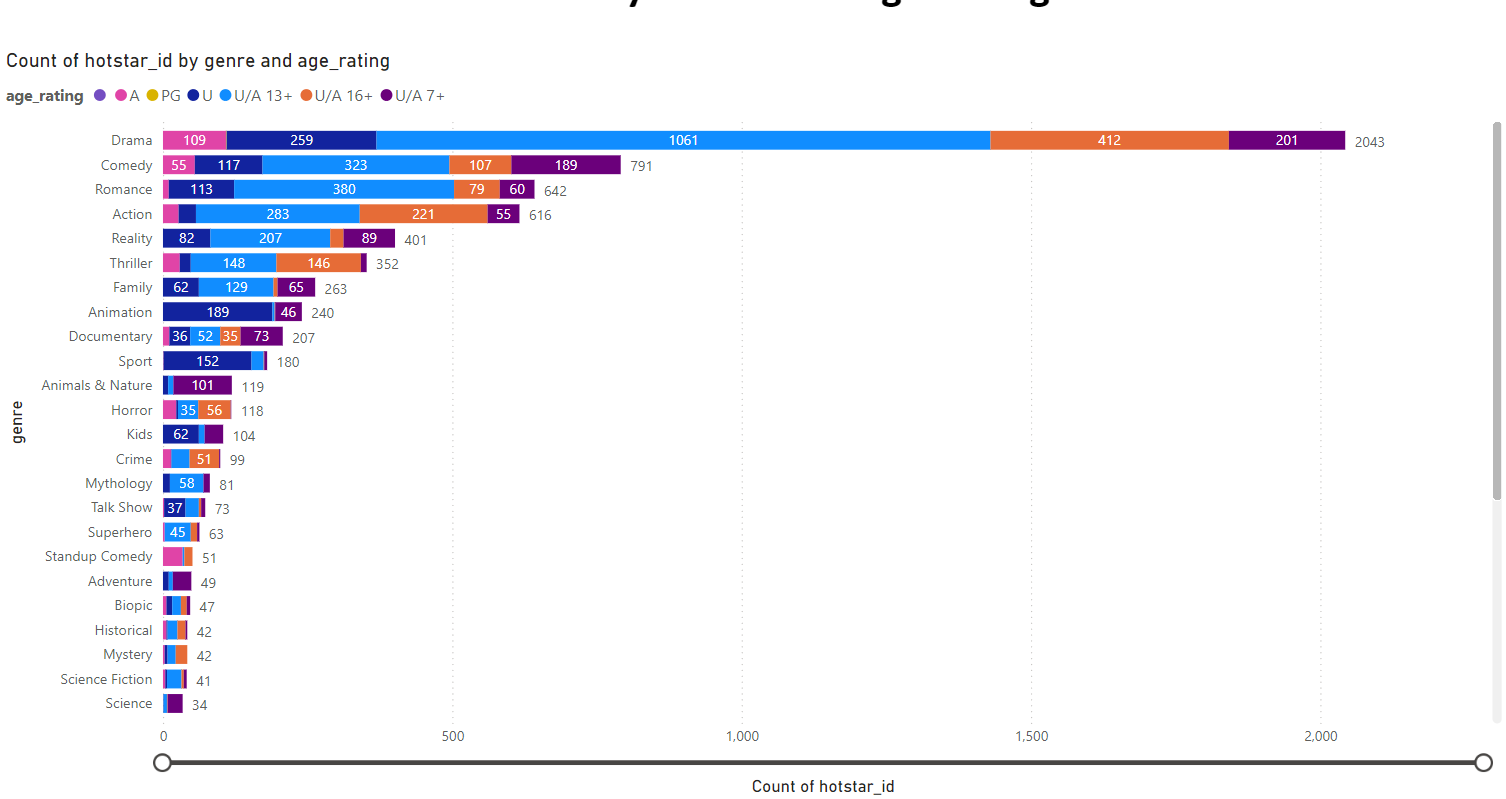 Count of hotstar_id by genre and age_rating
age_rating A PG U U/A 13+ U/A 16+ U/A 7+
Drama 109 259 1061 412 201 2043
Comedy 55 117 323 107 189 791
Romance 113 380 79 60 642
Action 283 221 55 616
Reality 82 207 89 401
Thriller 148 146 352
Family 62 129 65 263
Animation 189 46 240
Documentary 36 52 35 73 207
Sport 152 180
Animals & Nature 101 119
Horror 35 56 118
Kids 62 104
Crime 51 99
Mythology 58 81
Talk Show 37 73
Superhero 45 63
Standup Comedy 51
Adventure 49
Biopic 47
Historical 42
Mystery 42
Science Fiction 41
Science 34
genre
0 500 1,000 1,500 2,000
Count of hotstar_id